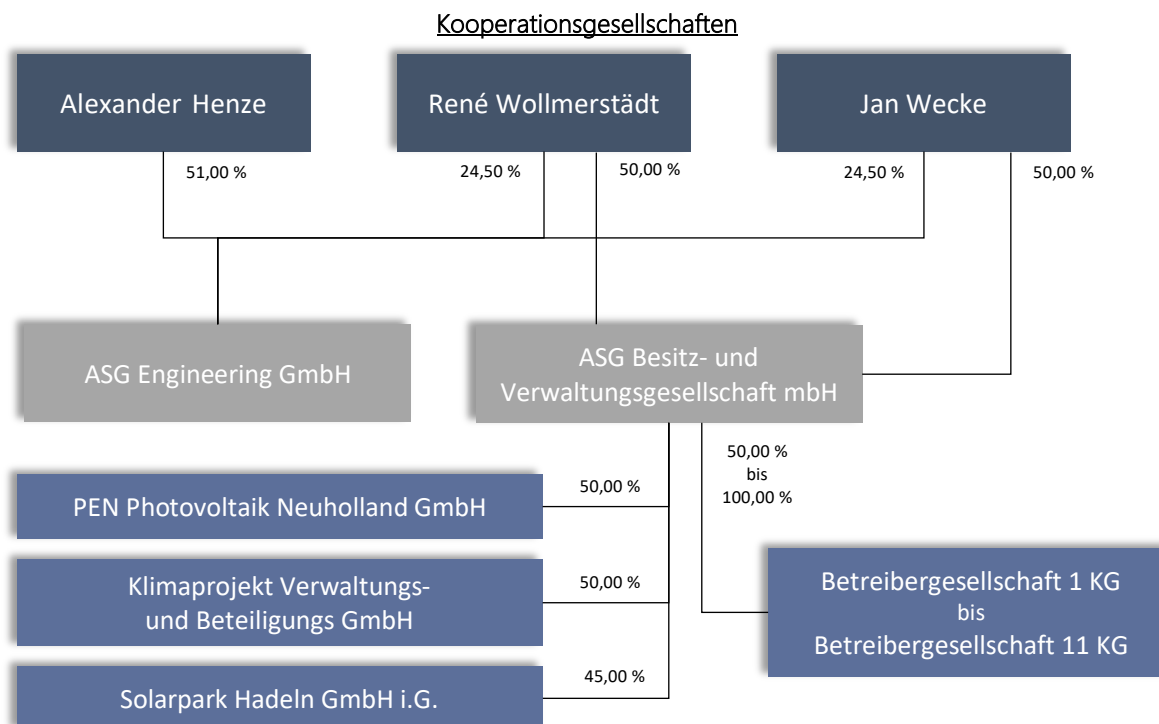 Kooperationsgesellschaften
Alexander Henze
René Wollmerstädt
Jan Wecke
51,00 %
24,50 %
50,00 %
24,50 %
50,00 %
ASG Engineering GmbH
ASG Besitz- und
Verwaltungsgesellschaft mbH
50,00 %
bis
100,00 %
50,00 %
PEN Photovoltaik Neuholland GmbH
50,00 %
Klimaprojekt Verwaltungs-
und Beteiligungs GmbH
Betreibergesellschaft 1 KG
bis
Betreibergesellschaft 11 KG
45,00 %
Solarpark Hadeln GmbH i.G.